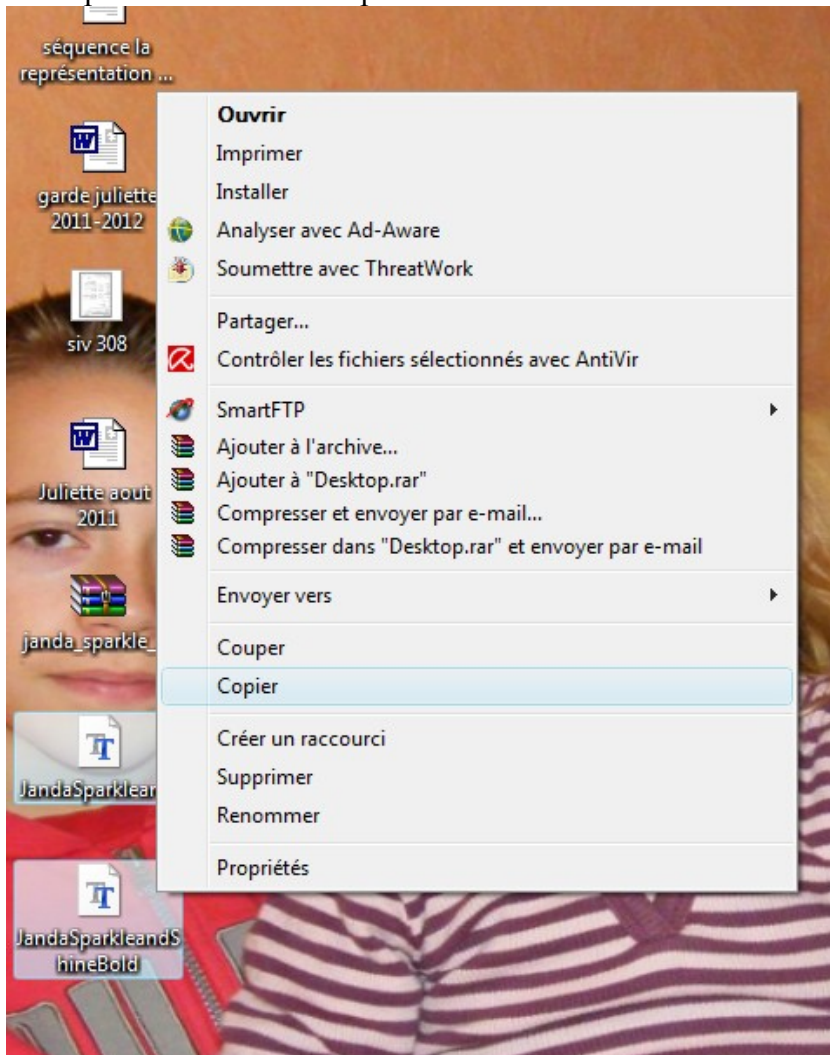 séquence la
représentation ...
garde juliette
2011-2012
siv 308
Juliette aout
2011
janda_sparkle_
JandaSparklear
JandaSparkleandS
hineBold
Ouvrir
Imprimer
Installer
Analyser avec Ad-Aware
Soumettre avec ThreatWork
Partager...
Contrôler les fichiers sélectionnés avec AntiVir
SmartFTP
Ajouter à l'archive...
Ajouter à "Desktop.rar"
Compresser et envoyer par e-mail...
Compresser dans "Desktop.rar" et envoyer par e-mail
Envoyer vers
Couper
Copier
Créer un raccourci
Supprimer
Renommer
Propriétés